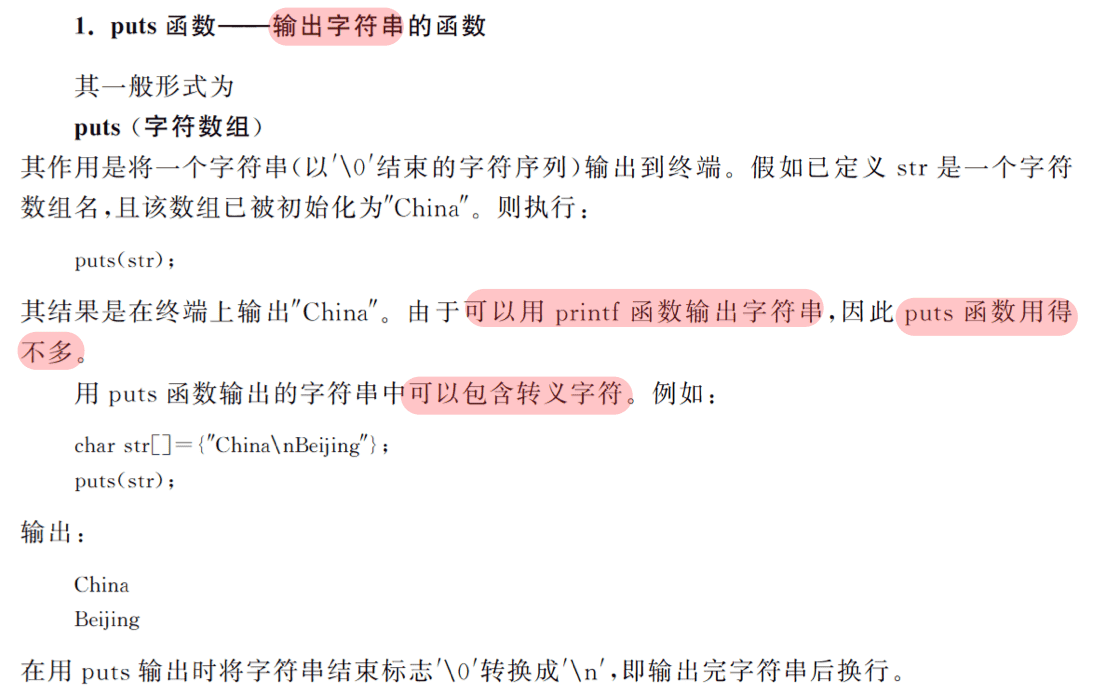 1. puts 函数——输出字符串的函数
其一般形式为
puts (字符数组)
其作用是将一个字符串(以'\0'结束的字符序列)输出到终端。假如已定义 str 是一个字符
数组名,且该数组已被初始化为"China"。则执行:
puts(str);
其结果是在终端上输出"China"。由于可以用 printf 函数输出字符串,因此 puts 函数用得
不多。
用 puts 函数输出的字符串中可以包含转义字符。例如:
char str[]={"China\nBeijing"};
puts(str);
输出:
China
Beijing
在用 puts 输出时将字符串结束标志'\0'转换成'\n',即输出完字符串后换行。